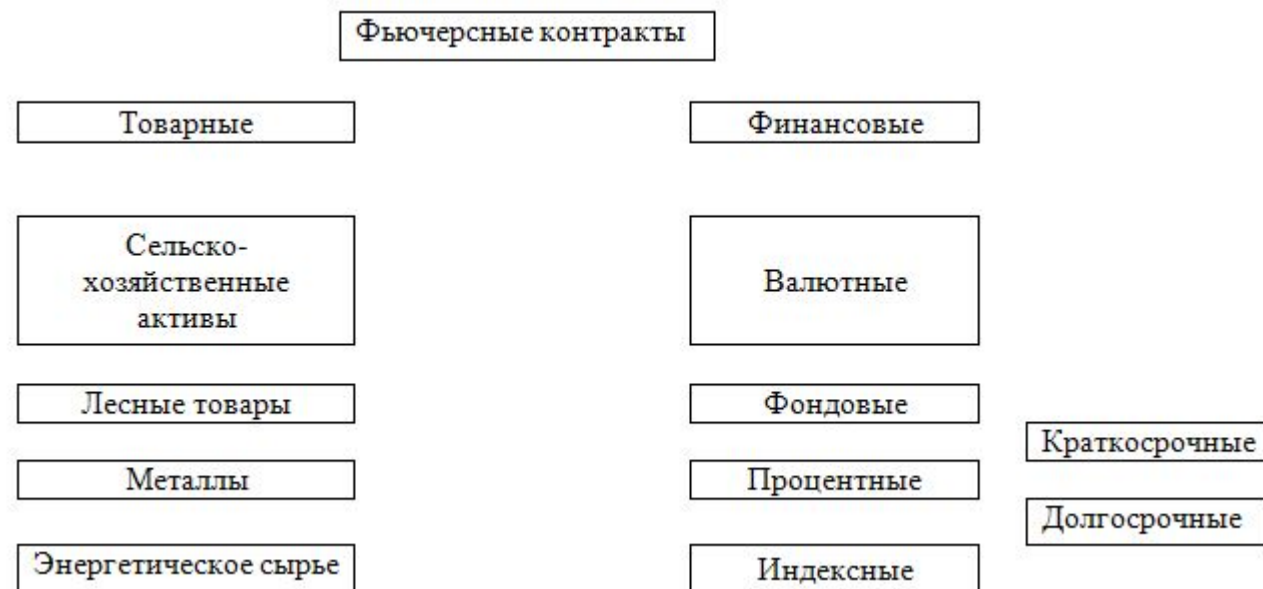 Фьючерсные контракты
Товарные
Финансовые
Сельско-
хозяйственные
активы
Валютные
Лесные товары
Фондовые
Краткосрочные
Металлы
Процентные
Долгосрочные
Энергетическое сырье
Индексные